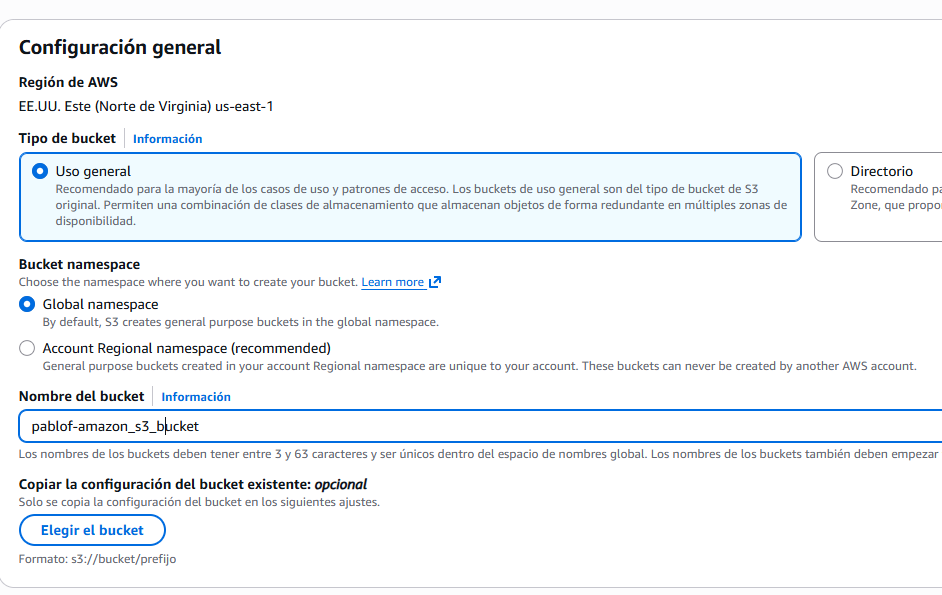 Configuración general
Región de AWS
EE.UU. Este (Norte de Virginia) us-east-1
Tipo de bucket Información
Uso general
Recomendado para la mayoría de los casos de uso y patrones de acceso. Los buckets de uso general son del tipo de bucket de S3
original. Permiten una combinación de clases de almacenamiento que almacenan objetos de forma redundante en múltiples zonas de
disponibilidad.
Directorio
Recomendado
Zone, que
Bucket namespace
Choose the namespace where you want to create your bucket. Learn more
Global namespace
By default, S3 creates general purpose buckets in the global namespace.
Account Regional namespace (recommended)
General purpose buckets created in your account Regional namespace are unique to your account. These buckets can never be created by another AWS account.
Nombre del bucket Información
pablof-amazon_s3_bucket
Los nombres de los buckets deben tener entre 3 y 63 caracteres y ser únicos dentro del espacio de nombres global. Los nombres de los buckets también deben empezar
Copiar la configuración del bucket existente: opcional
Solo se copia la configuración del bucket en los siguientes ajustes.
Elegir el bucket
Formato: s3://bucket/prefijo